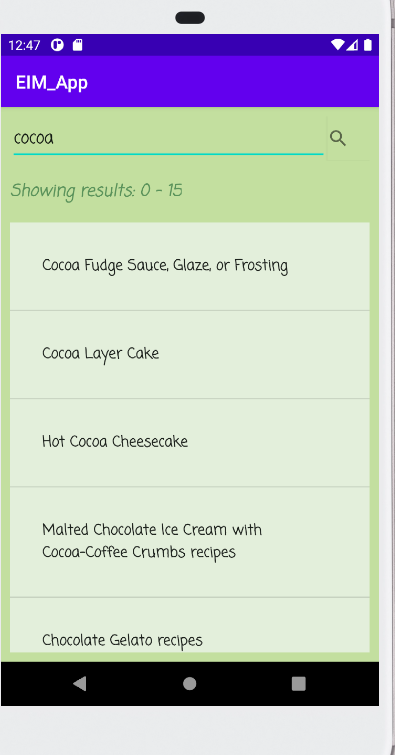 12:47
EIM_App
cocoa
Showing results: 0 - 15
Cocoa Fudge Sauce, Glaze, or Frosting
Cocoa Layer Cake
Hot Cocoa Cheesecake
Malted Chocolate Ice Cream with
Cocoa-Coffee Crumbs recipes
Chocolate Gelato recipes